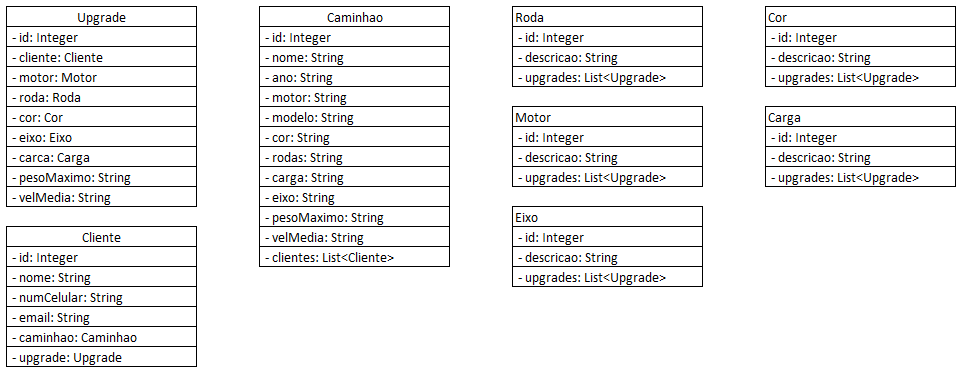 Upgrade
- id: Integer
- cliente: Cliente
- motor: Motor
- roda: Roda
- cor: Cor
- eixo: Eixo
- carca: Carga
- pesoMaximo: String
- velMedia: String
Cliente
- id: Integer
- nome: String
- numCelular: String
- email: String
- caminhao: Caminhao
- upgrade: Upgrade
Caminhao
- id: Integer
- nome: String
- ano: String
- motor: String
- modelo: String
- cor: String
- rodas: String
- carga: String
- eixo: String
- pesoMaximo: String
- velMedia: String
- clientes: List<Cliente>
Roda
- id: Integer
- descricao: String
- upgrades: List<Upgrade>
Motor
- id: Integer
- descricao: String
- upgrades: List<Upgrade>
Eixo
- id: Integer
- descricao: String
- upgrades: List<Upgrade>
Cor
- id: Integer
- descricao: String
- upgrades: List<Upgrade>
Carga
- id: Integer
- descricao: String
- upgrades: List<Upgrade>